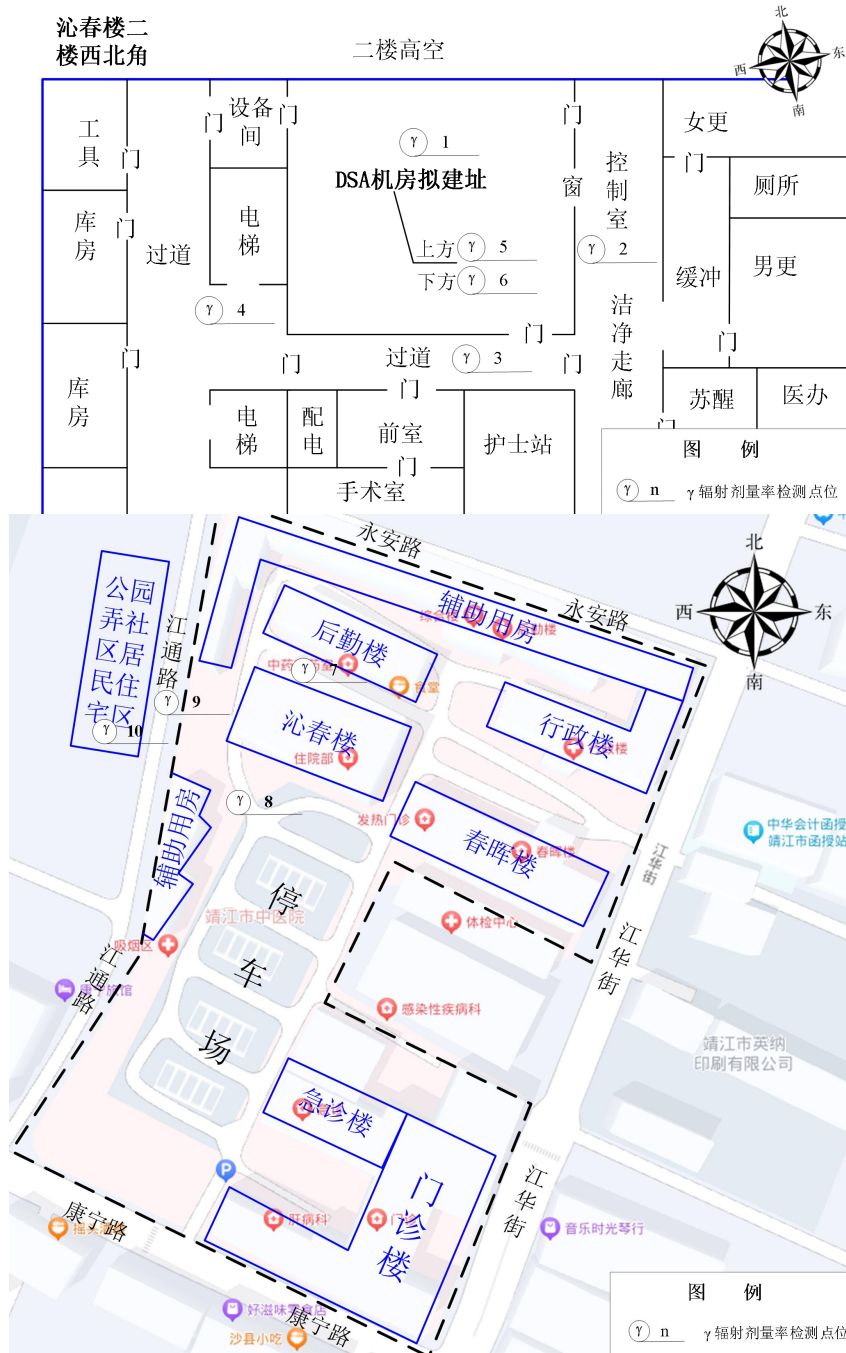 沁春楼二
楼西北角
二楼高空
北
西
东
南
工具
门
设备间
门
门
γ 1
DSA机房拟建址
门
窗
控制室
女更
门
厕所
库房
门
过道
电梯
上方 γ 5
下方 γ 6
γ 2
缓冲
男更
γ 4
洁净走廊
门
门
库房
门
门
过道 γ 3
门
门
苏醒
医办
电梯
配电
前室
门
护士站
门
手术室
图 例
γ n γ辐射剂量率检测点位
永安路
北
西
东
南
公园
弄社
区居
民住
宅区
江通路
辅助用房
永安路
后勤楼
γ 7
食堂
γ 9
γ 10
沁春楼
住院部
行政楼
γ 8
发热门诊
春晖楼
春晖楼
江华街
中华会计函授
靖江市函授站
辅助用房
停车场
靖江市中医院
体检中心
吸烟区
江通路
江华街
感染性疾病科
靖江市英纳
印刷有限公司
急诊楼
门诊楼
江华街
P
肝病科
门诊
康宁路
音乐时光琴行
好滋味零食店
康宁路
沙县小吃
图 例
γ n γ辐射剂量率检测点位